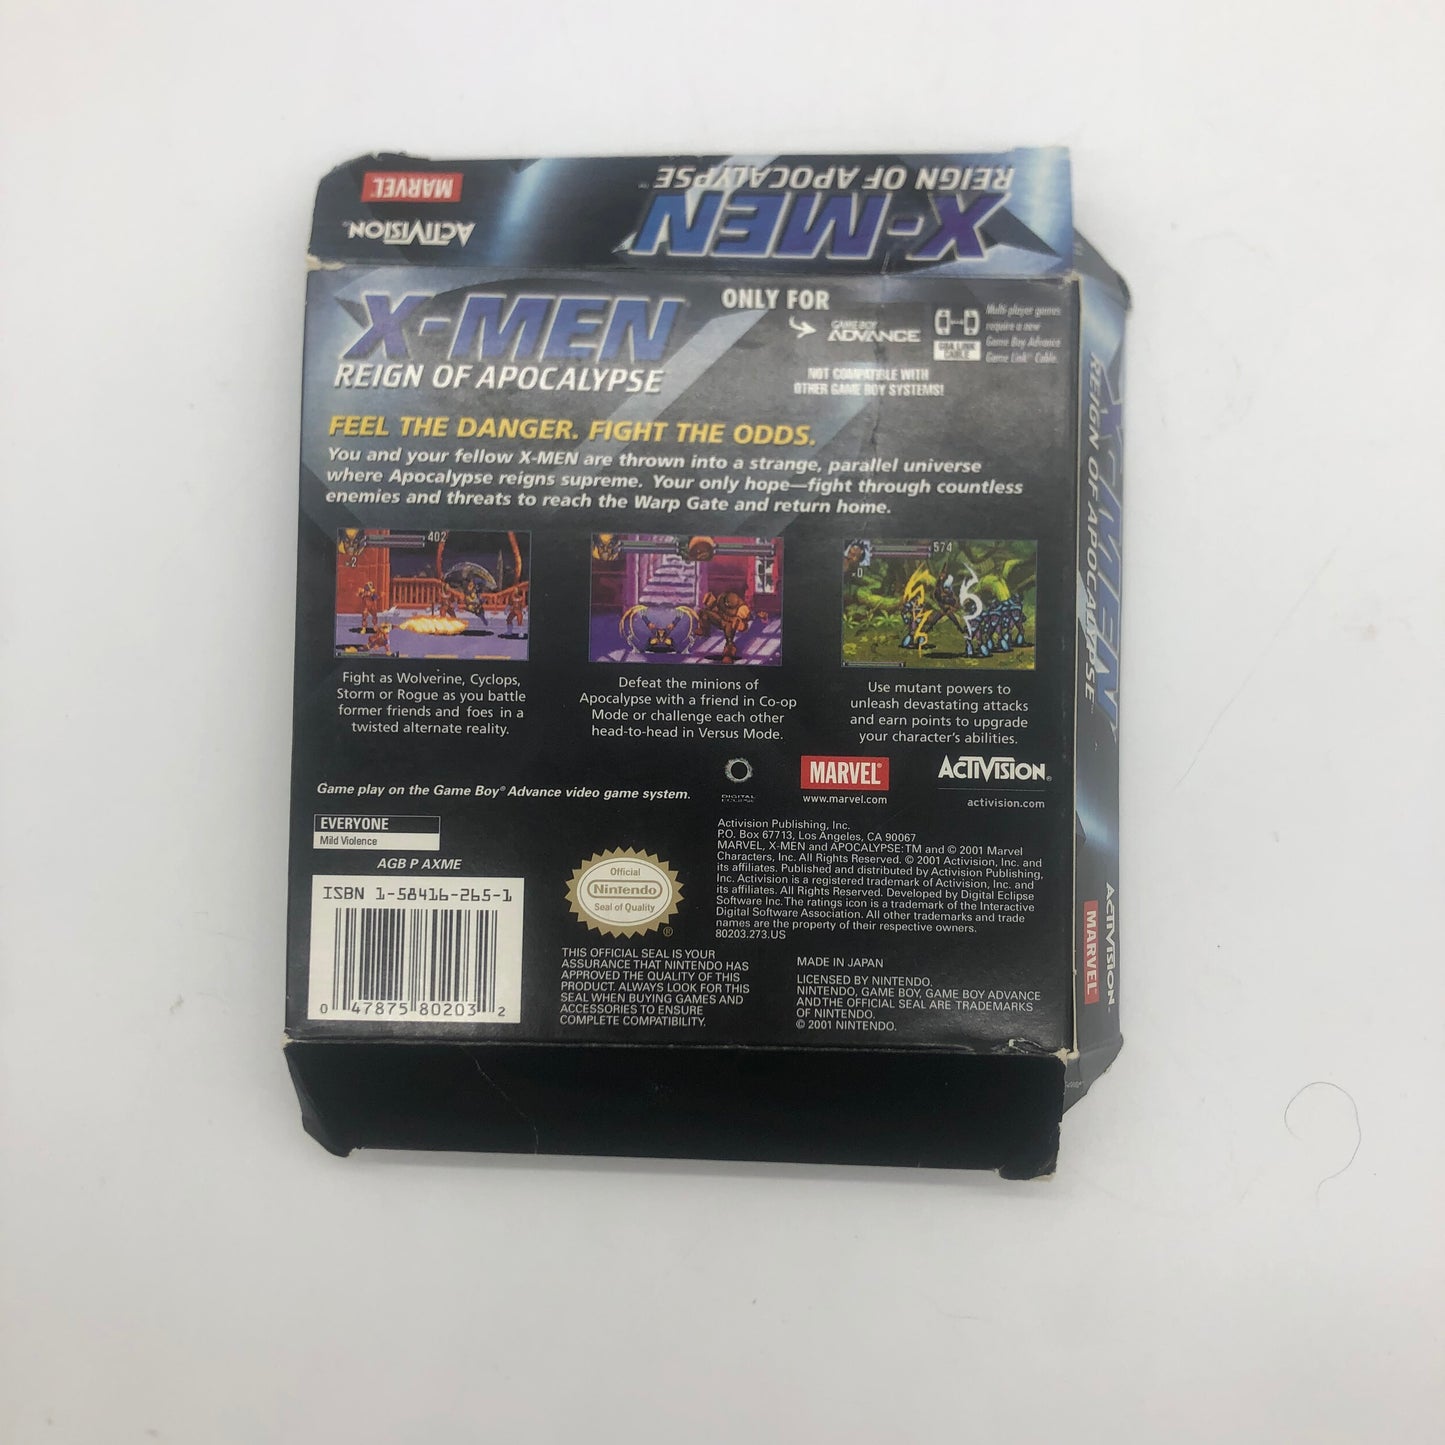 X-MEN
REIGN OF APOCALYPSE™
ACTIVISION™
MARVEL®
X-MEN
REIGN OF APOCALYPSE
ONLY FOR
GAME BOY
ADVANCE
GBA LINK
CABLE
Multi-player games
require a new
Game Boy Advance
Game Link™ Cable.
NOT COMPATIBLE WITH
OTHER GAME BOY SYSTEMS!
FEEL THE DANGER. FIGHT THE ODDS.
You and your fellow X-MEN are thrown into a strange, parallel universe
where Apocalypse reigns supreme. Your only hope—fight through countless
enemies and threats to reach the Warp Gate and return home.
402
×2
574
×0
Fight as Wolverine, Cyclops,
Storm or Rogue as you battle
former friends and foes in a
twisted alternate reality.
Defeat the minions of
Apocalypse with a friend in Co-op
Mode or challenge each other
head-to-head in Versus Mode.
Use mutant powers to
unleash devastating attacks
and earn points to upgrade
your character's abilities.
Game play on the Game Boy® Advance video game system.
DIGITAL
ECLIPSE
MARVEL®
www.marvel.com
ACTIVISION®
activision.com
EVERYONE
Mild Violence
AGB P AXME
ISBN 1-58416-265-1
0 47875 80203 2
Official
Nintendo
Seal of Quality
®
THIS OFFICIAL SEAL IS YOUR
ASSURANCE THAT NINTENDO HAS
APPROVED THE QUALITY OF THIS
PRODUCT. ALWAYS LOOK FOR THIS
SEAL WHEN BUYING GAMES AND
ACCESSORIES TO ENSURE
COMPLETE COMPATIBILITY.
Activision Publishing, Inc.
P.O. Box 67713, Los Angeles, CA 90067
MARVEL, X-MEN and APOCALYPSE: TM and © 2001 Marvel
Characters, Inc. All Rights Reserved. © 2001 Activision, Inc. and
its affiliates. Published and distributed by Activision Publishing,
Inc. Activision is a registered trademark of Activision, Inc. and
its affiliates. All Rights Reserved. Developed by Digital Eclipse
Software Inc. The ratings icon is a trademark of the Interactive
Digital Software Association. All other trademarks and trade
names are the property of their respective owners.
80203.273.US
MADE IN JAPAN
LICENSED BY NINTENDO.
NINTENDO, GAME BOY, GAME BOY ADVANCE
AND THE OFFICIAL SEAL ARE TRADEMARKS
OF NINTENDO.
© 2001 NINTENDO.
X-MEN
REIGN OF APOCALYPSE
ACTIVISION™
MARVEL